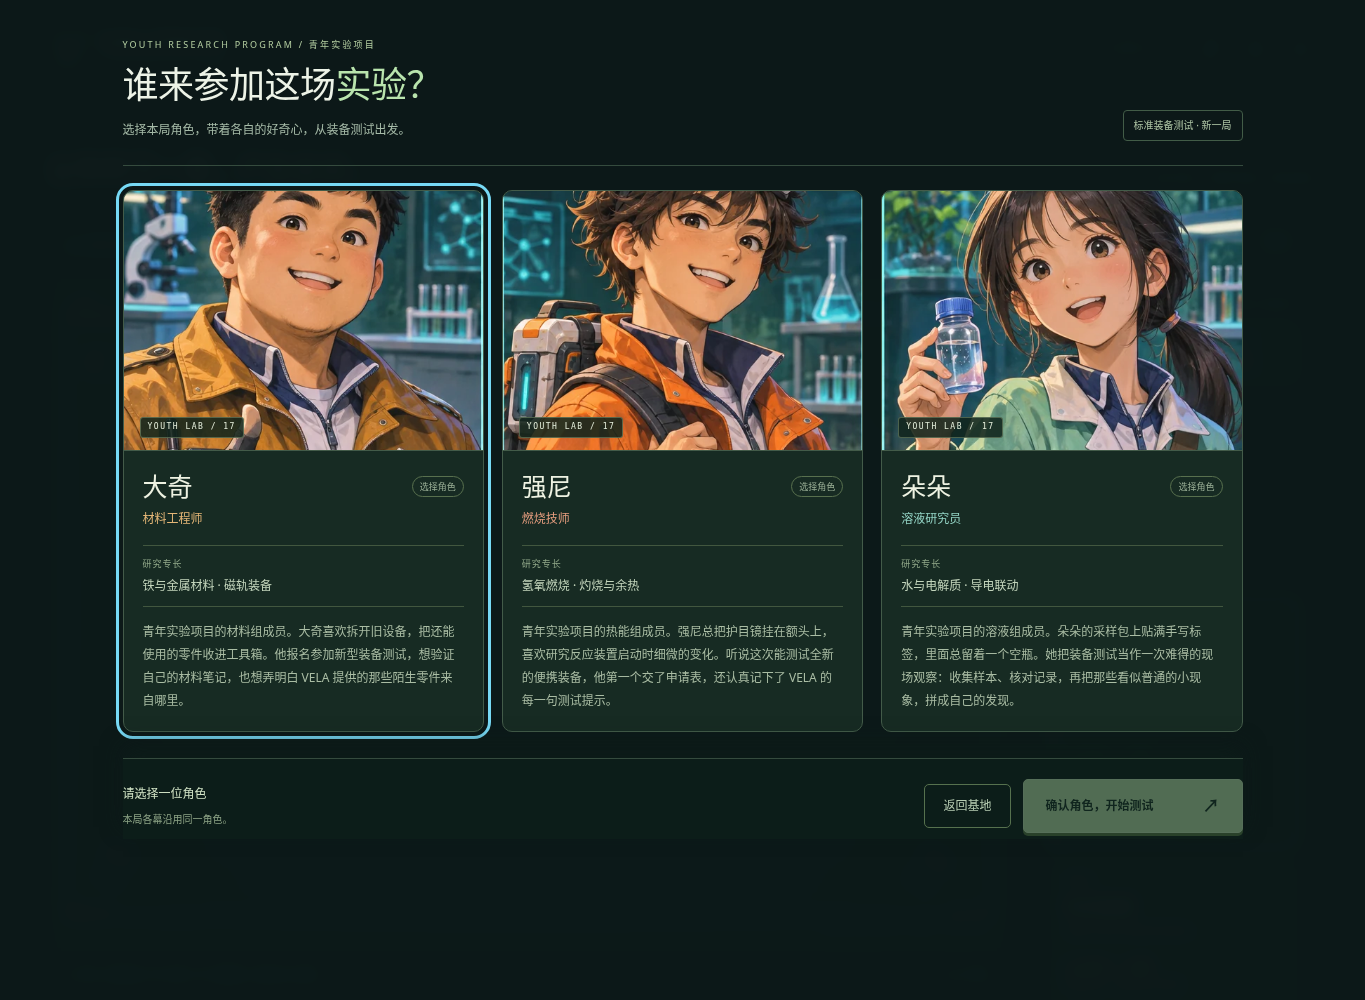 YOUTH RESEARCH PROGRAM / 青年实验项目
谁来参加这场实验？
选择本局角色，带着各自的好奇心，从装备测试出发。
标准装备测试 · 新一局
YOUTH LAB / 17
大奇
选择角色
材料工程师
研究专长
铁与金属材料 · 磁轨装备
青年实验项目的材料组成员。大奇喜欢拆开旧设备，把还能
使用的零件收进工具箱。他报名参加新型装备测试，想验证
自己的材料笔记，也想弄明白 VELA 提供的那些陌生零件来
自哪里。
YOUTH LAB / 17
强尼
选择角色
燃烧技师
研究专长
氢氧燃烧 · 灼烧与余热
青年实验项目的热能组成员。强尼总把护目镜挂在额头上，
喜欢研究反应装置启动时细微的变化。听说这次能测试全新
的便携装备，他第一个交了申请表，还认真记下了 VELA 的
每一句测试提示。
YOUTH LAB / 17
朵朵
选择角色
溶液研究员
研究专长
水与电解质 · 导电联动
青年实验项目的溶液组成员。朵朵的采样包上贴满手写标
签，里面总留着一个空瓶。她把装备测试当作一次难得的现
场观察：收集样本、核对记录，再把那些看似普通的小现
象，拼成自己的发现。
请选择一位角色
本局各幕沿用同一角色。
返回基地
确认角色，开始测试 ↗